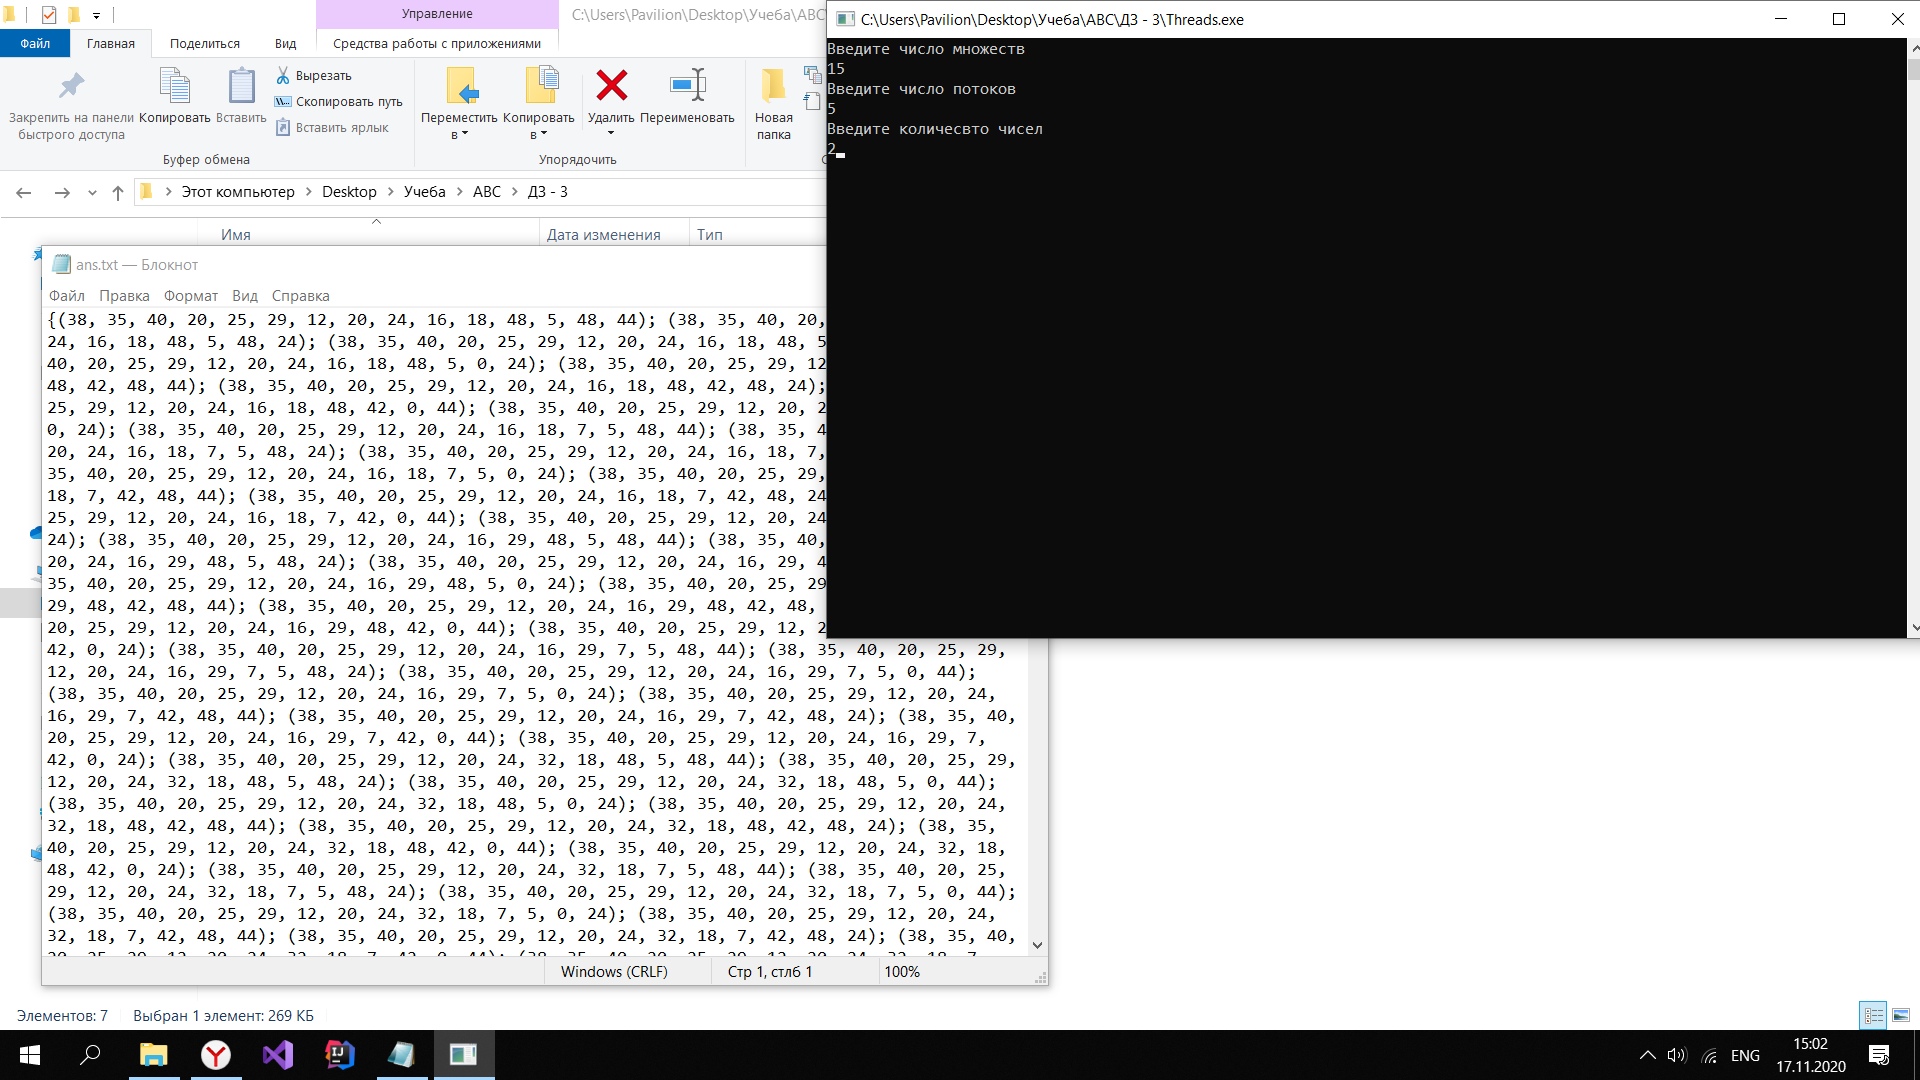 Управление
C:\Users\Pavilion\Desktop\Учеба\АВС
Файл
Главная
Поделиться
Вид
Средства работы с приложениями
Закрепить на панели быстрого доступа
Копировать
Вставить
Вырезать
Скопировать путь
Вставить ярлык
Переместить в
Копировать в
Удалить
Переименовать
Новая папка
Буфер обмена
Упорядочить
Этот компьютер
Desktop
Учеба
АВС
ДЗ - 3
Имя
Дата изменения
Тип
C:\Users\Pavilion\Desktop\Учеба\АВС\ДЗ - 3\Threads.exe
Введите число множеств
15
Введите число потоков
5
Введите количесвто чисел
2
ans.txt — Блокнот
Файл Правка Формат Вид Справка
{(38, 35, 40, 20, 25, 29, 12, 20, 24, 16, 18, 48, 5, 48, 44); (38, 35, 40, 20,
24, 16, 18, 48, 5, 48, 24); (38, 35, 40, 20, 25, 29, 12, 20, 24, 16, 18, 48, 5
40, 20, 25, 29, 12, 20, 24, 16, 18, 48, 5, 0, 24); (38, 35, 40, 20, 25, 29, 12
48, 42, 48, 44); (38, 35, 40, 20, 25, 29, 12, 20, 24, 16, 18, 48, 42, 48, 24);
25, 29, 12, 20, 24, 16, 18, 48, 42, 0, 44); (38, 35, 40, 20, 25, 29, 12, 20, 2
0, 24); (38, 35, 40, 20, 25, 29, 12, 20, 24, 16, 18, 7, 5, 48, 44); (38, 35, 4
20, 24, 16, 18, 7, 5, 48, 24); (38, 35, 40, 20, 25, 29, 12, 20, 24, 16, 18, 7,
35, 40, 20, 25, 29, 12, 20, 24, 16, 18, 7, 5, 0, 24); (38, 35, 40, 20, 25, 29,
18, 7, 42, 48, 44); (38, 35, 40, 20, 25, 29, 12, 20, 24, 16, 18, 7, 42, 48, 24
25, 29, 12, 20, 24, 16, 18, 7, 42, 0, 44); (38, 35, 40, 20, 25, 29, 12, 20, 24
24); (38, 35, 40, 20, 25, 29, 12, 20, 24, 16, 29, 48, 5, 48, 44); (38, 35, 40,
20, 24, 16, 29, 48, 5, 48, 24); (38, 35, 40, 20, 25, 29, 12, 20, 24, 16, 29, 4
35, 40, 20, 25, 29, 12, 20, 24, 16, 29, 48, 5, 0, 24); (38, 35, 40, 20, 25, 29
29, 48, 42, 48, 44); (38, 35, 40, 20, 25, 29, 12, 20, 24, 16, 29, 48, 42, 48,
20, 25, 29, 12, 20, 24, 16, 29, 48, 42, 0, 44); (38, 35, 40, 20, 25, 29, 12, 2
42, 0, 24); (38, 35, 40, 20, 25, 29, 12, 20, 24, 16, 29, 7, 5, 48, 44); (38, 35, 40, 20, 25, 29,
12, 20, 24, 16, 29, 7, 5, 48, 24); (38, 35, 40, 20, 25, 29, 12, 20, 24, 16, 29, 7, 5, 0, 44);
(38, 35, 40, 20, 25, 29, 12, 20, 24, 16, 29, 7, 5, 0, 24); (38, 35, 40, 20, 25, 29, 12, 20, 24,
16, 29, 7, 42, 48, 44); (38, 35, 40, 20, 25, 29, 12, 20, 24, 16, 29, 7, 42, 48, 24); (38, 35, 40,
20, 25, 29, 12, 20, 24, 16, 29, 7, 42, 0, 44); (38, 35, 40, 20, 25, 29, 12, 20, 24, 16, 29, 7,
42, 0, 24); (38, 35, 40, 20, 25, 29, 12, 20, 24, 32, 18, 48, 5, 48, 44); (38, 35, 40, 20, 25, 29,
12, 20, 24, 32, 18, 48, 5, 48, 24); (38, 35, 40, 20, 25, 29, 12, 20, 24, 32, 18, 48, 5, 0, 44);
(38, 35, 40, 20, 25, 29, 12, 20, 24, 32, 18, 48, 5, 0, 24); (38, 35, 40, 20, 25, 29, 12, 20, 24,
32, 18, 48, 42, 48, 44); (38, 35, 40, 20, 25, 29, 12, 20, 24, 32, 18, 48, 42, 48, 24); (38, 35,
40, 20, 25, 29, 12, 20, 24, 32, 18, 48, 42, 0, 44); (38, 35, 40, 20, 25, 29, 12, 20, 24, 32, 18,
48, 42, 0, 24); (38, 35, 40, 20, 25, 29, 12, 20, 24, 32, 18, 7, 5, 48, 44); (38, 35, 40, 20, 25,
29, 12, 20, 24, 32, 18, 7, 5, 48, 24); (38, 35, 40, 20, 25, 29, 12, 20, 24, 32, 18, 7, 5, 0, 44);
(38, 35, 40, 20, 25, 29, 12, 20, 24, 32, 18, 7, 5, 0, 24); (38, 35, 40, 20, 25, 29, 12, 20, 24,
32, 18, 7, 42, 48, 44); (38, 35, 40, 20, 25, 29, 12, 20, 24, 32, 18, 7, 42, 48, 24); (38, 35, 40,
Windows (CRLF)
Стр 1, стлб 1
100%
Элементов: 7
Выбран 1 элемент: 269 КБ
ENG
15:02
17.11.2020